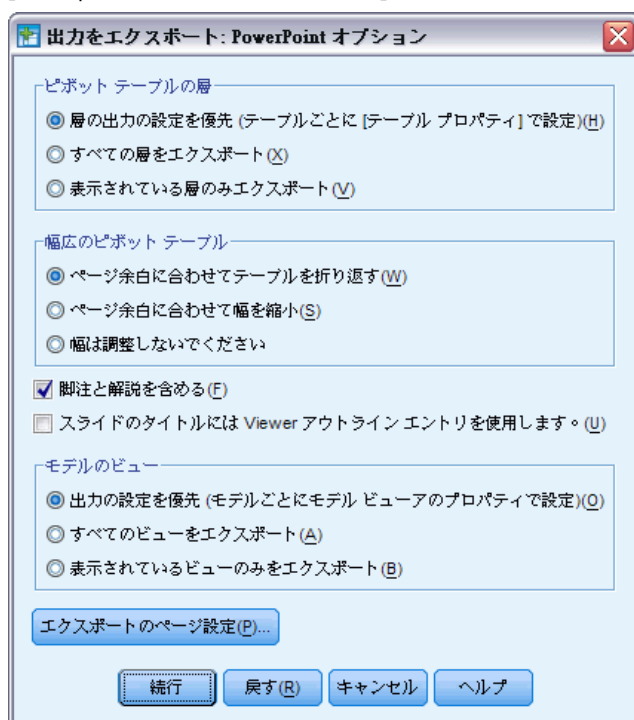 出力をエクスポート: PowerPoint オプション
ピボット テーブルの層
層の出力の設定を優先 (テーブルごとに [テーブル プロパティ] で設定)(H)
すべての層をエクスポート(X)
表示されている層のみエクスポート(V)
幅広のピボット テーブル
ページ余白に合わせてテーブルを折り返す(W)
ページ余白に合わせて幅を縮小(S)
幅は調整しないでください
脚注と解説を含める(F)
スライドのタイトルには Viewer アウトライン エントリを使用します。(U)
モデルのビュー
出力の設定を優先 (モデルごとにモデル ビューアのプロパティで設定)(O)
すべてのビューをエクスポート(A)
表示されているビューのみをエクスポート(B)
エクスポートのページ設定(P)...
続行 戻す(R) キャンセル ヘルプ